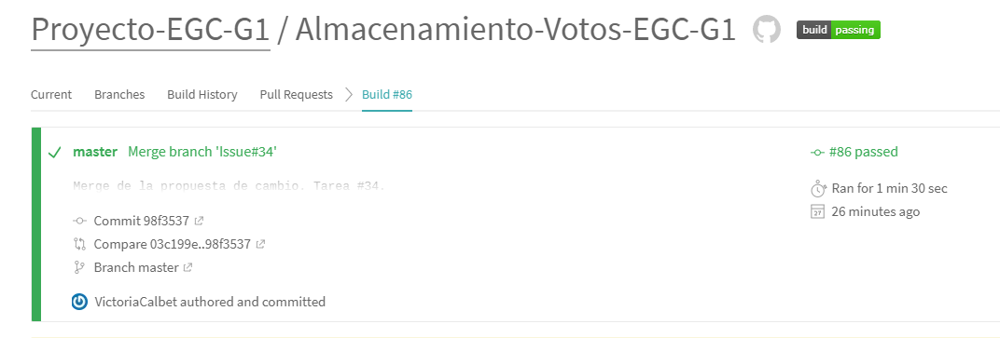 Proyecto-EGC-G1 / Almacenamiento-Votos-EGC-G1 build passing
Current Branches Build History Pull Requests Build #86
master Merge branch 'Issue#34' #86 passed
Merge de la propuesta de cambio. Tarea #34.
Ran for 1 min 30 sec
27 26 minutes ago
Commit 98f3537
Compare 03c199e..98f3537
Branch master
VictoriaCalbet authored and committed